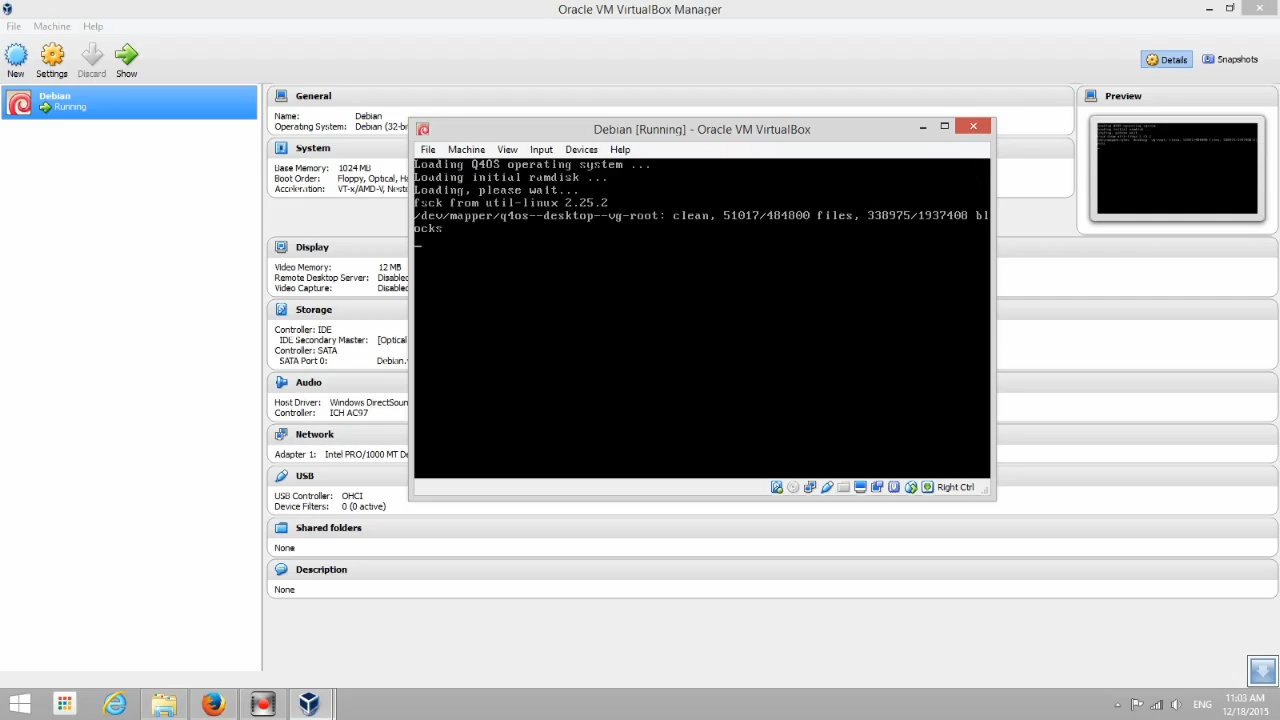 Oracle VM VirtualBox Manager
File Machine Help
New Settings Discard Show
Details Snapshots
Debian
Running
General
Name: Debian
Operating System: Debian (32-b
System
Base Memory: 1024 MB
Boot Order: Floppy, Optical, Ha
Acceleration: VT-x/AMD-V, Neste
Display
Video Memory: 12 MB
Remote Desktop Server: Disabled
Video Capture: Disabled
Storage
Controller: IDE
IDE Secondary Master: [Optical
Controller: SATA
SATA Port 0: Debian.v
Audio
Host Driver: Windows DirectSoun
Controller: ICH AC97
Network
Adapter 1: Intel PRO/1000 MT De
USB
USB Controller: OHCI
Device Filters: 0 (0 active)
Shared folders
None
Description
None
Preview
Debian [Running] - Oracle VM VirtualBox
File Machine View Input Devices Help
Loading Q4OS operating system ...
Loading initial ramdisk ...
Loading, please wait...
fsck from util-linux 2.25.2
/dev/mapper/q4os--desktop--vg-root: clean, 51017/484800 files, 338975/1937408 bl
ocks
Right Ctrl
ENG
11:03 AM
12/18/2015